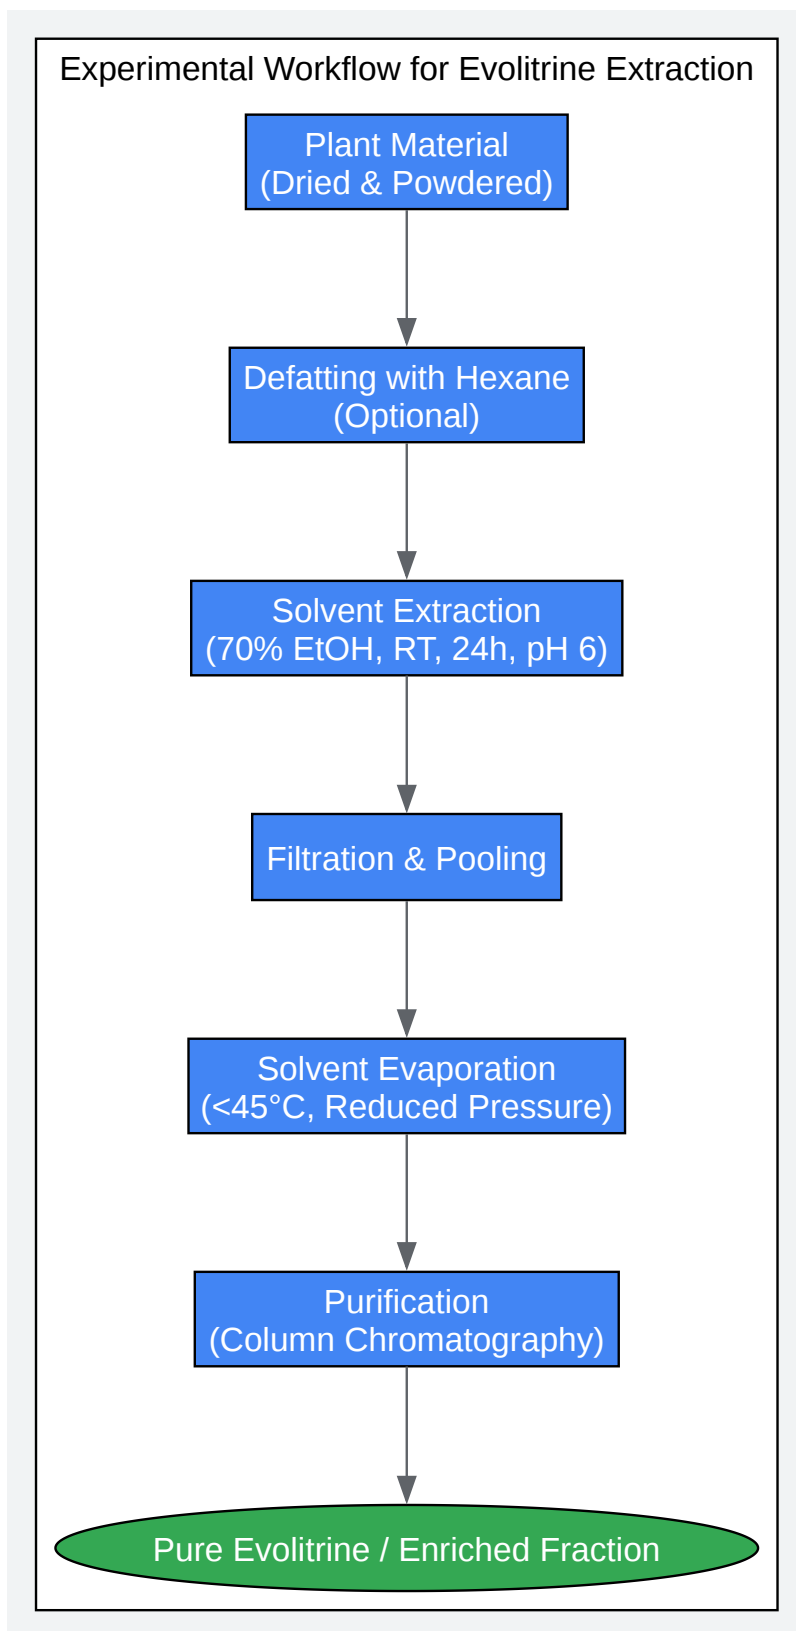 Experimental Workflow for Evolitrine Extraction
Plant Material
(Dried & Powdered)
Defatting with Hexane
(Optional)
Solvent Extraction
(70% EtOH, RT, 24h, pH 6)
Filtration & Pooling
Solvent Evaporation
(<45°C, Reduced Pressure)
Purification
(Column Chromatography)
Pure Evolitrine / Enriched Fraction